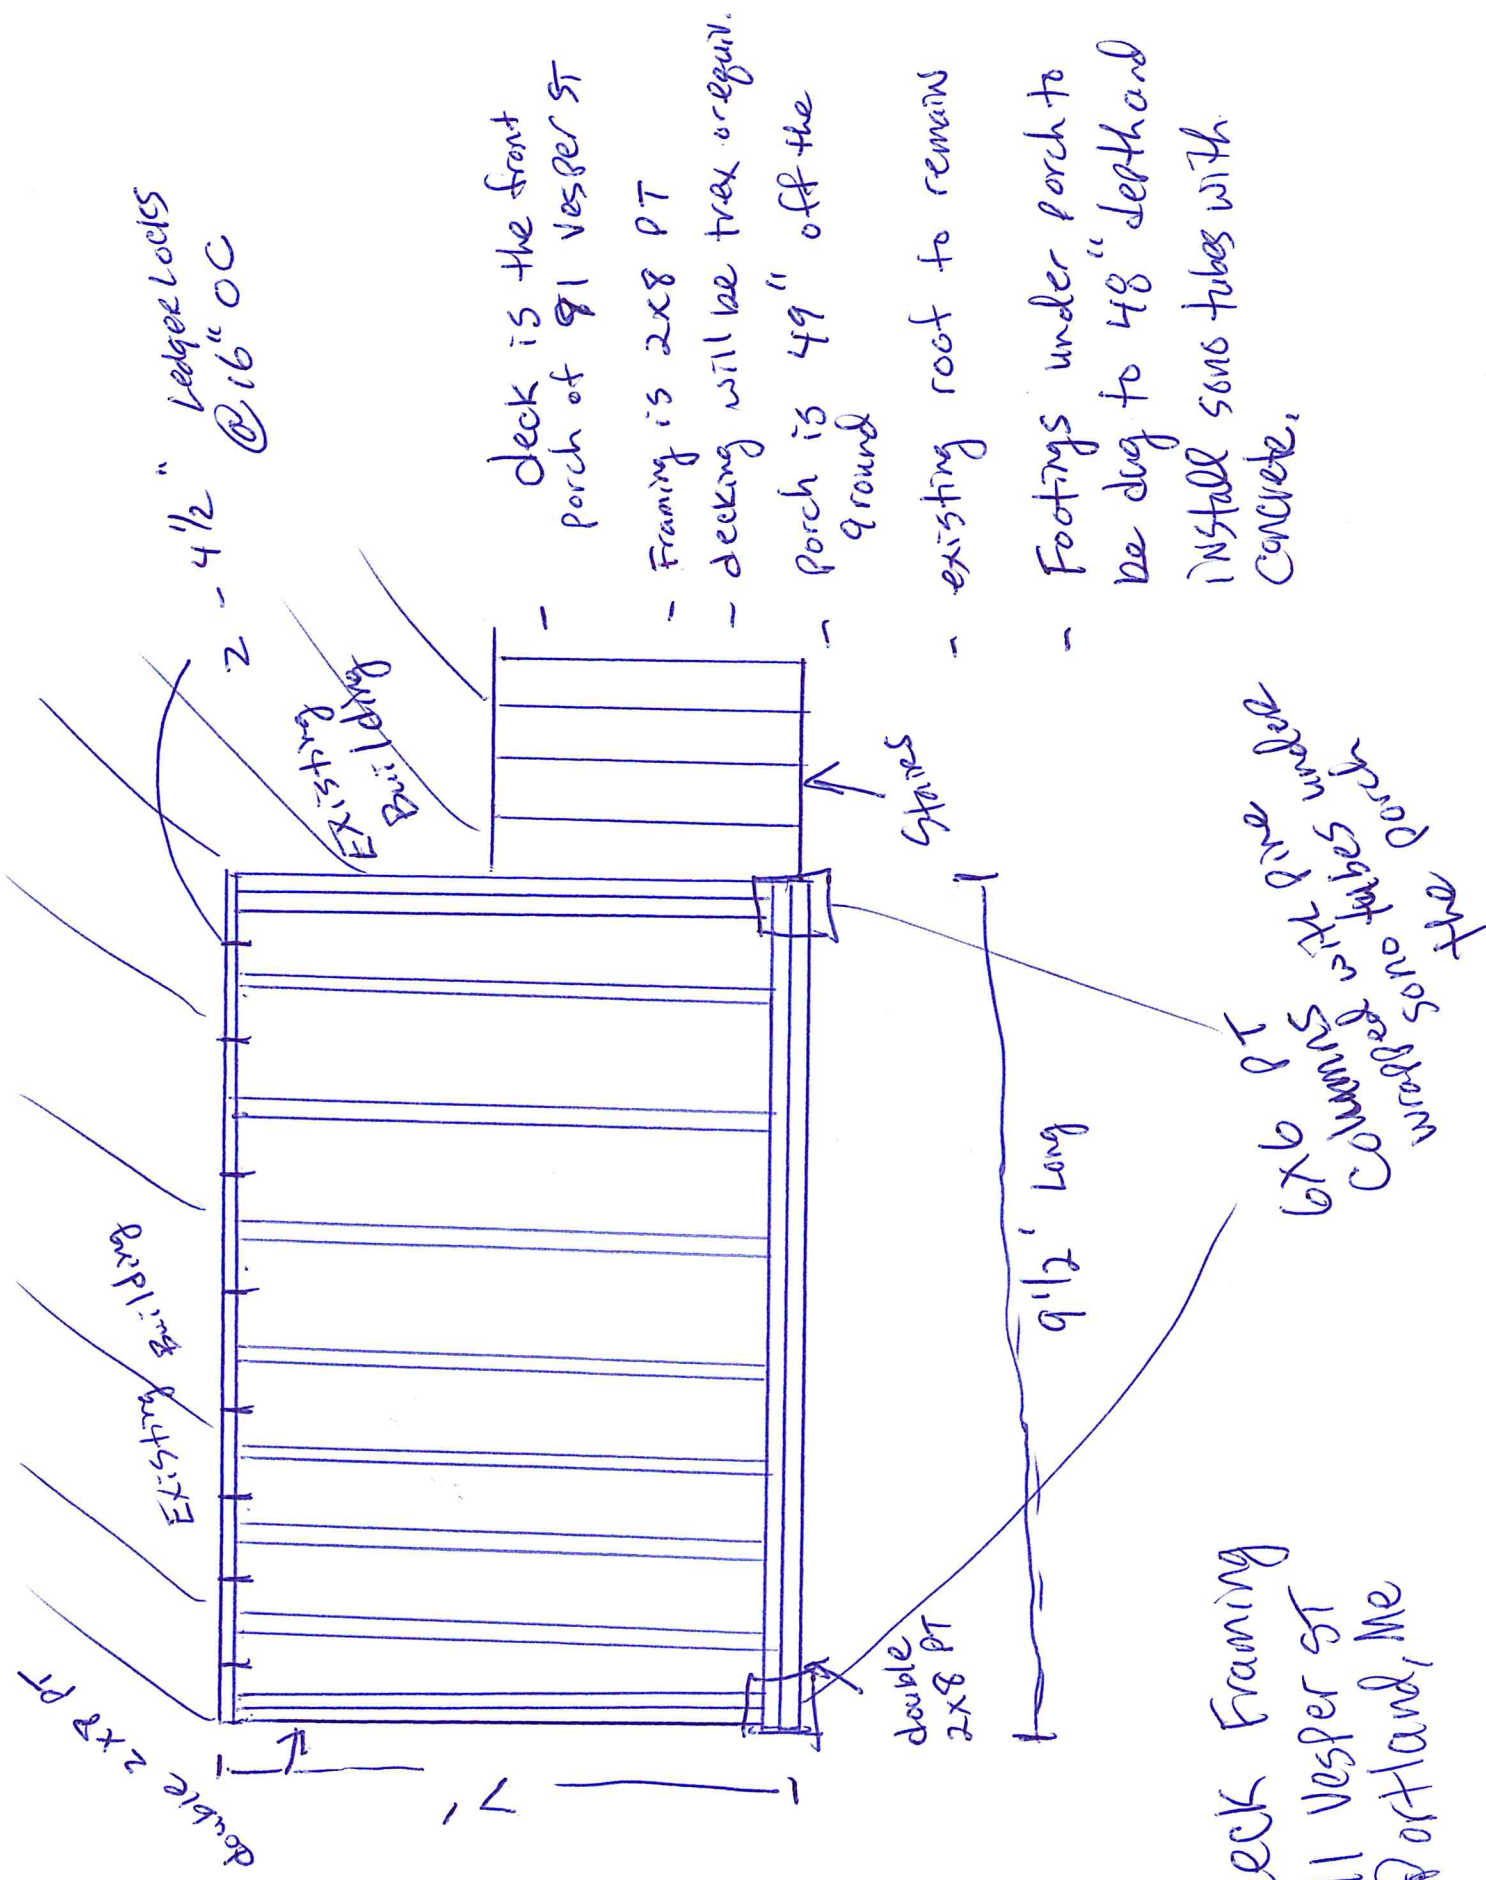 2 - 4 1/2" Ledger Locks
@ 16" OC
Existing Building
Existing
Building
double 2x8 PT
7'
Stairs
double
2x8 PT
9 1/2' Long
6x6 PT
Columns
wrapped with Pine
sono tubes under
the porch
- deck is the front
porch of 91 Vesper ST
- Framing is 2x8 PT
- decking will be trex or equiv.
- Porch is 49" off the
ground
- existing roof to remain
- Footings under porch to
be dug to 48" depth and
install sono tubes with
concrete.
eck Framing
1 Vesper ST
Portland, Me